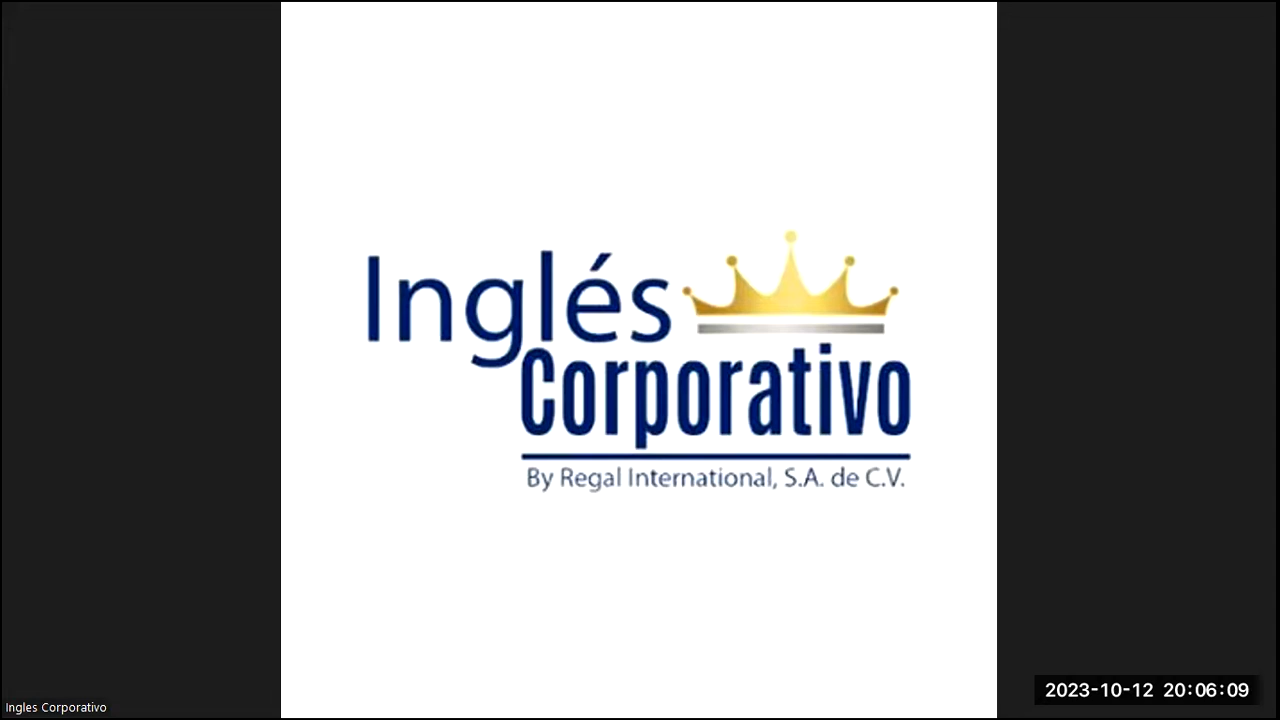 Inglés
Corporativo
By Regal International, S.A. de C.V.
Ingles Corporativo
2023-10-12 20:06:09